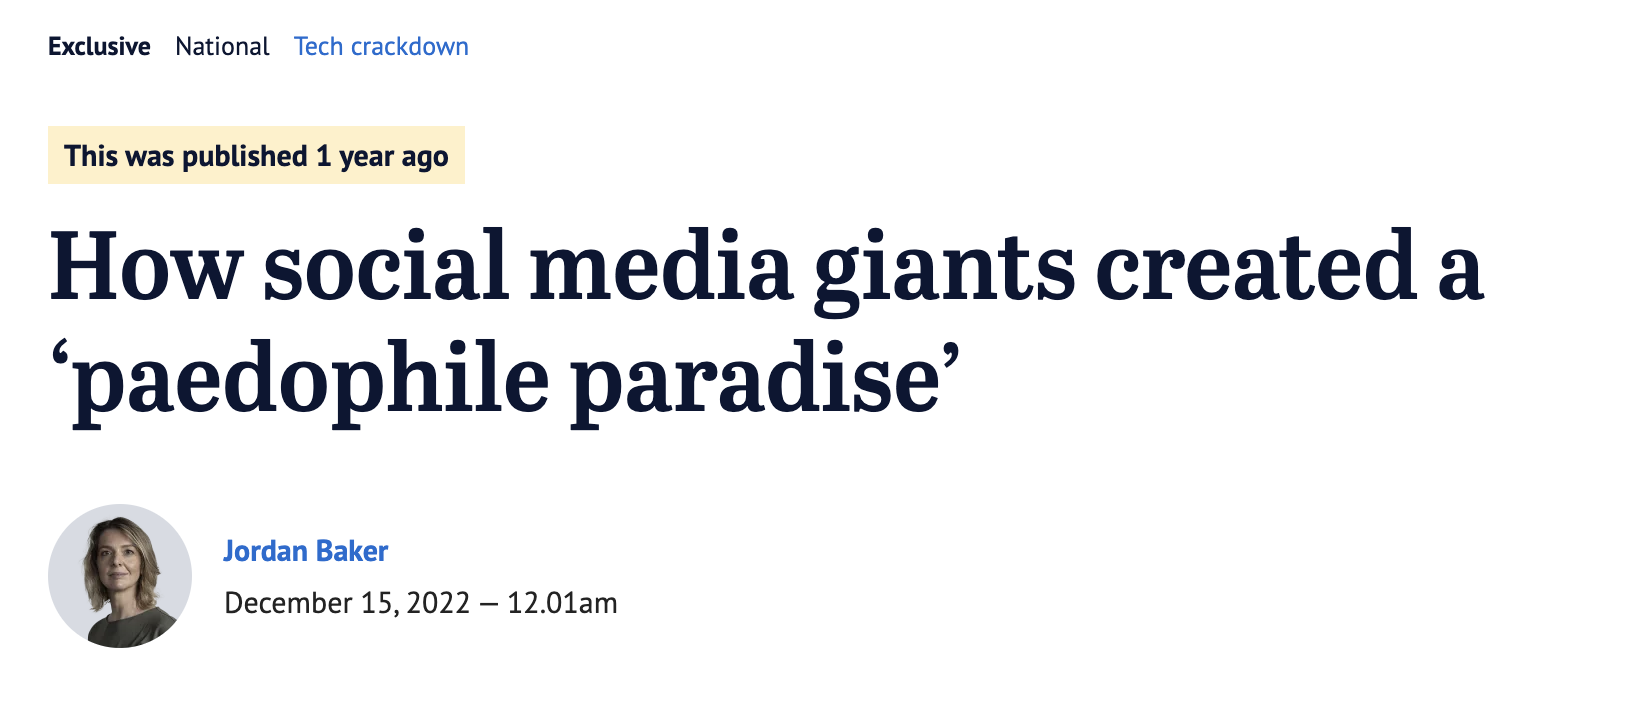 Exclusive National Tech crackdown
This was published 1 year ago
How social media giants created a
‘paedophile paradise’
Jordan Baker
December 15, 2022 — 12.01am